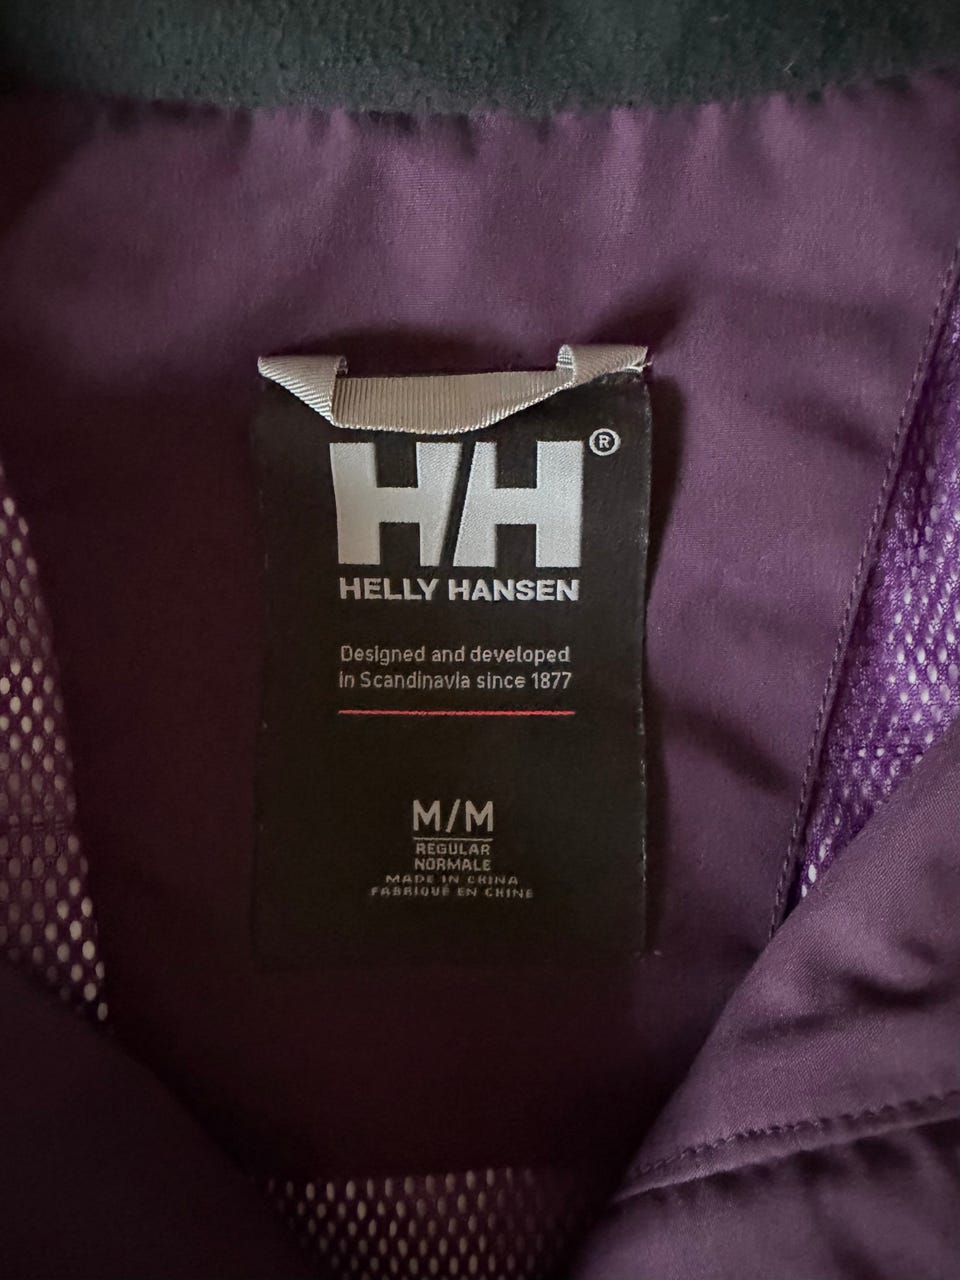 HH®
HELLY HANSEN
Designed and developed
in Scandinavia since 1877
M/M
REGULAR
NORMALE
MADE IN CHINA
FABRIQUÉ EN CHINE